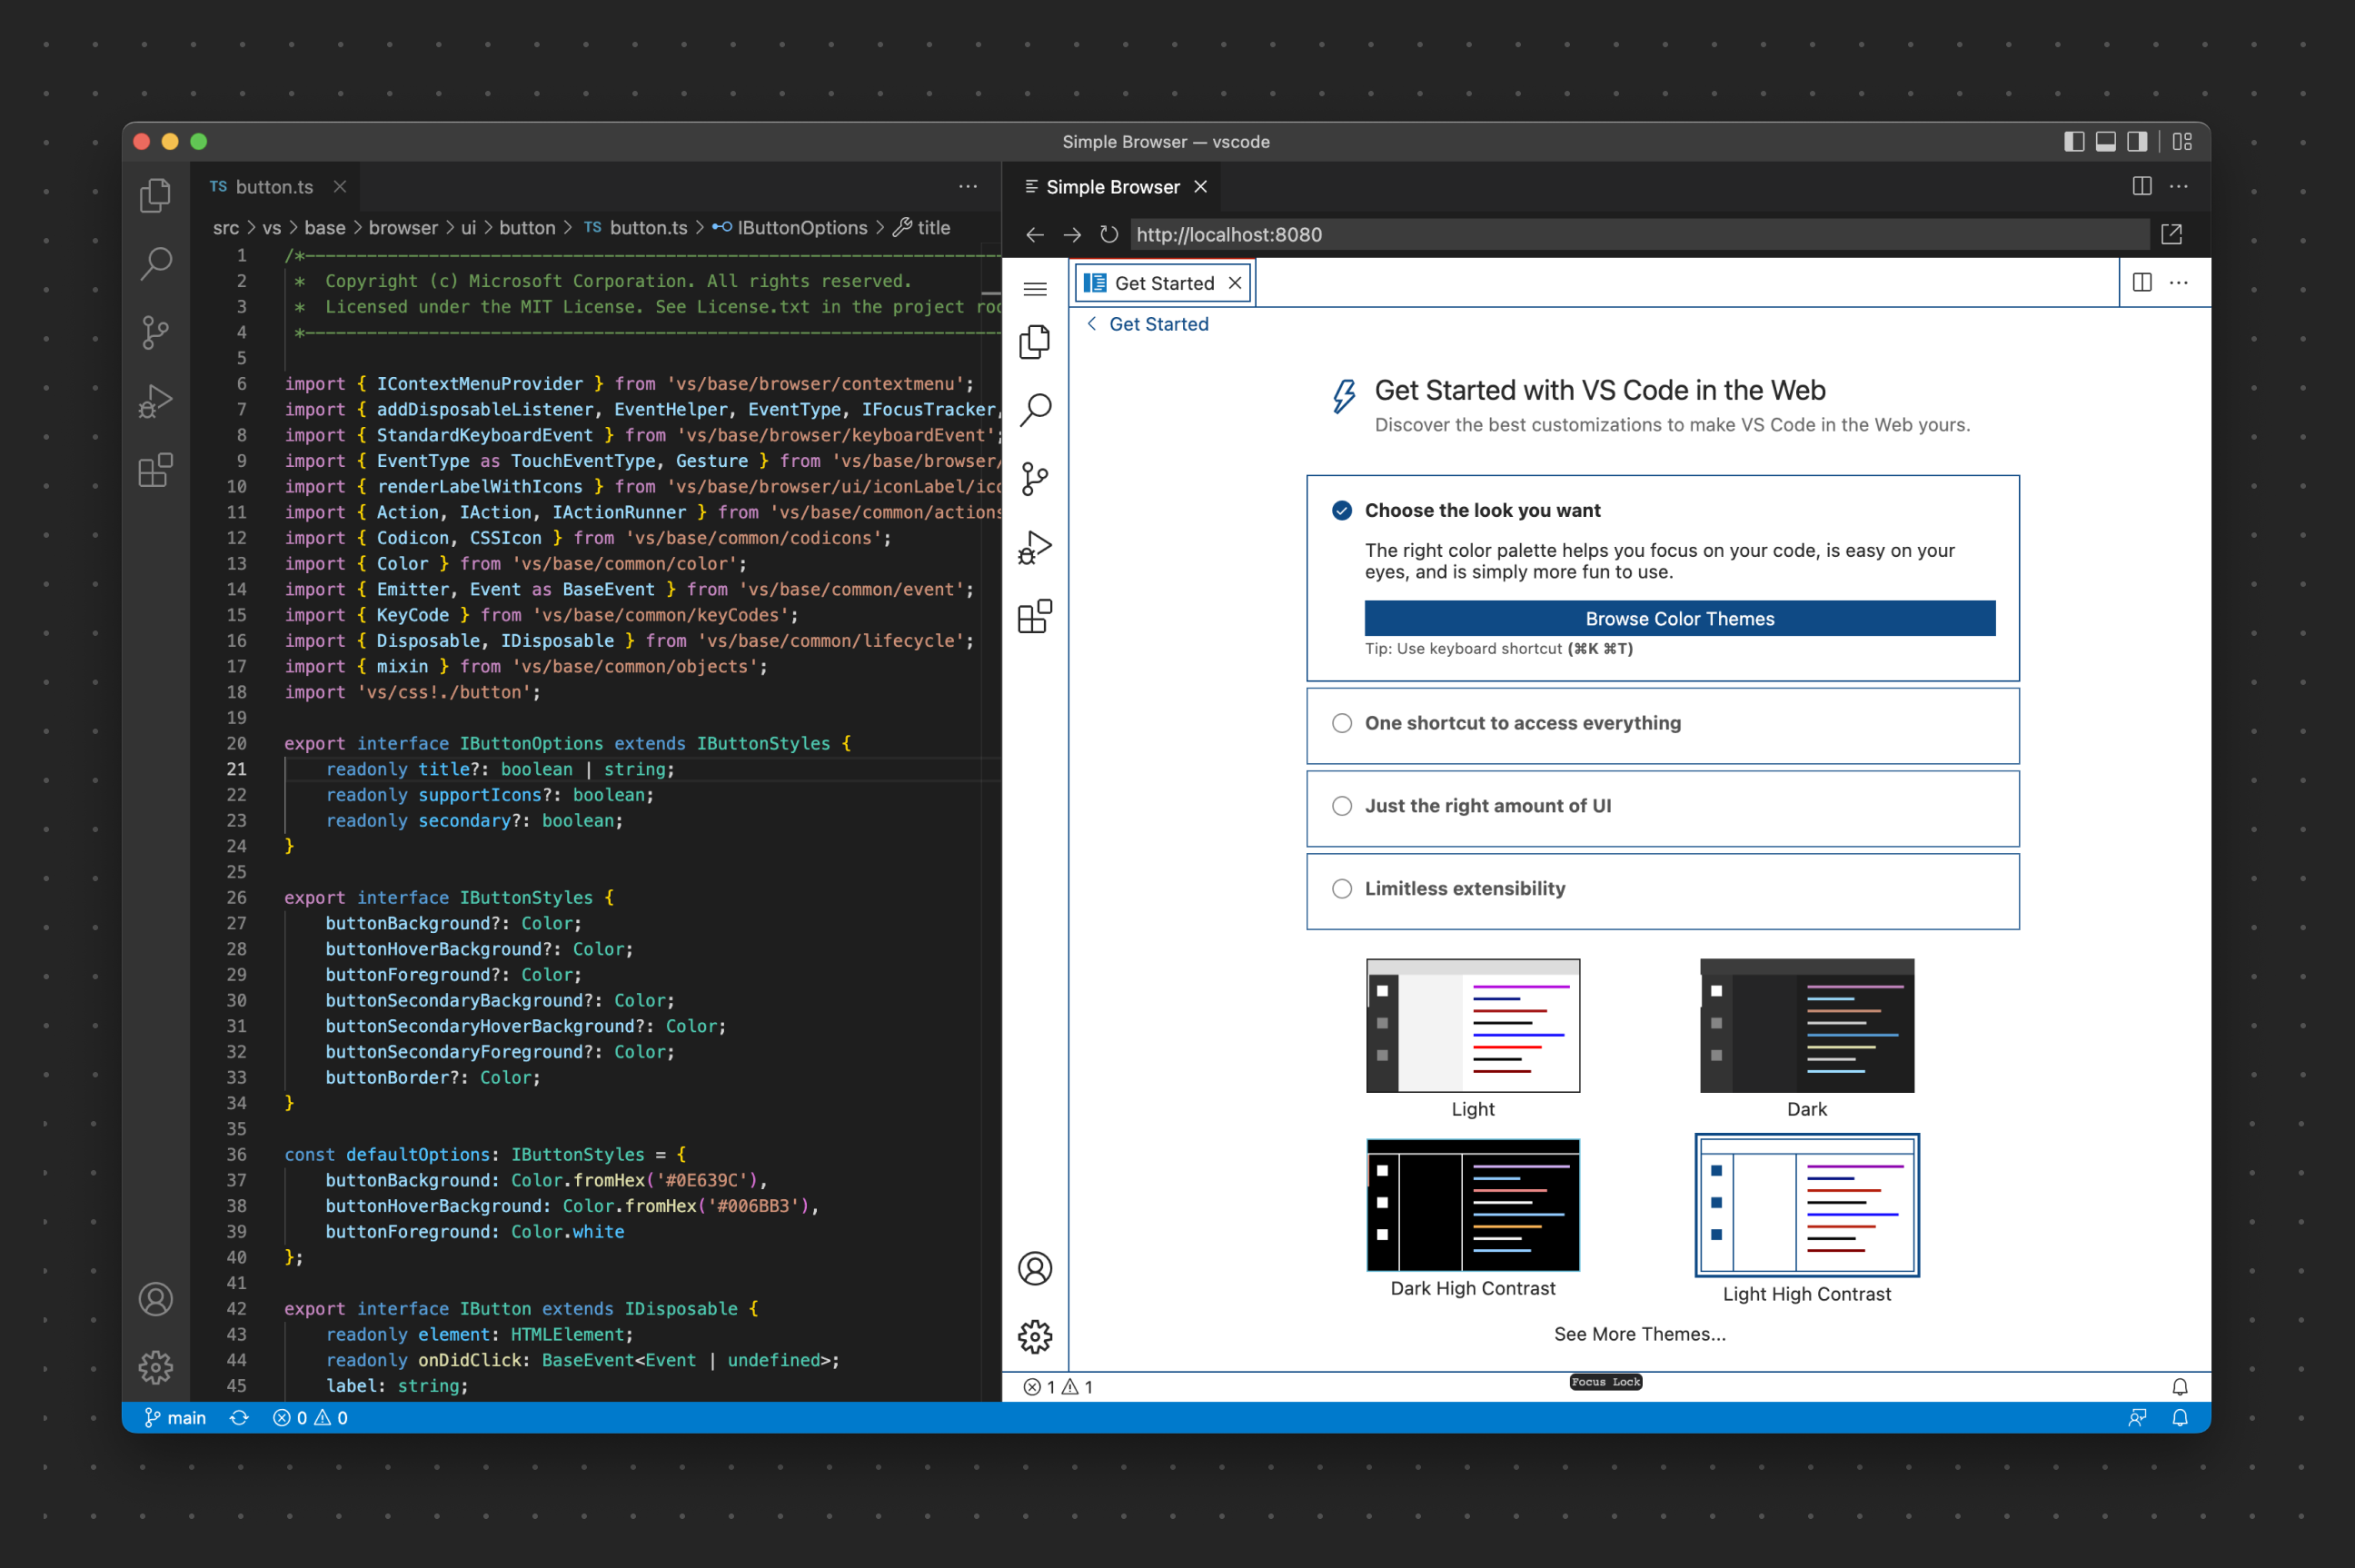 Simple Browser — vscode
TS button.ts
src > vs > base > browser > ui > button > TS button.ts > IButtonOptions > title
1 /*
2 * Copyright (c) Microsoft Corporation. All rights reserved.
3 * Licensed under the MIT License. See License.txt in the project
4 *
5
6 import { IContextMenuProvider } from 'vs/base/browser/contextmenu';
7 import { addDisposableListener, EventHelper, EventType, IFocusTracker,
8 import { StandardKeyboardEvent } from 'vs/base/browser/keyboardEvent';
9 import { EventType as TouchEventType, Gesture } from 'vs/base/browser/
10 import { renderLabelWithIcons } from 'vs/base/browser/ui/iconLabel/ico
11 import { Action, IAction, IActionRunner } from 'vs/base/common/actions
12 import { Codicon, CSSIcon } from 'vs/base/common/codicons';
13 import { Color } from 'vs/base/common/color';
14 import { Emitter, Event as BaseEvent } from 'vs/base/common/event';
15 import { KeyCode } from 'vs/base/common/keyCodes';
16 import { Disposable, IDisposable } from 'vs/base/common/lifecycle';
17 import { mixin } from 'vs/base/common/objects';
18 import 'vs/css!./button';
19
20 export interface IButtonOptions extends IButtonStyles {
21 readonly title?: boolean | string;
22 readonly supportIcons?: boolean;
23 readonly secondary?: boolean;
24 }
25
26 export interface IButtonStyles {
27 buttonBackground?: Color;
28 buttonHoverBackground?: Color;
29 buttonForeground?: Color;
30 buttonSecondaryBackground?: Color;
31 buttonSecondaryHoverBackground?: Color;
32 buttonSecondaryForeground?: Color;
33 buttonBorder?: Color;
34 }
35
36 const defaultOptions: IButtonStyles = {
37 buttonBackground: Color.fromHex('#0E639C'),
38 buttonHoverBackground: Color.fromHex('#006BB3'),
39 buttonForeground: Color.white
40 };
41
42 export interface IButton extends IDisposable {
43 readonly element: HTMLElement;
44 readonly onDidClick: BaseEvent<Event | undefined>;
45 label: string;
Simple Browser
http://localhost:8080
Get Started
Get Started
Get Started with VS Code in the Web
Discover the best customizations to make VS Code in the Web yours.
Choose the look you want
The right color palette helps you focus on your code, is easy on your
eyes, and is simply more fun to use.
Browse Color Themes
Tip: Use keyboard shortcut (⌘K ⌘T)
One shortcut to access everything
Just the right amount of UI
Limitless extensibility
Light
Dark
Dark High Contrast
Light High Contrast
See More Themes...
1 1
Focus Lock
main 0 0